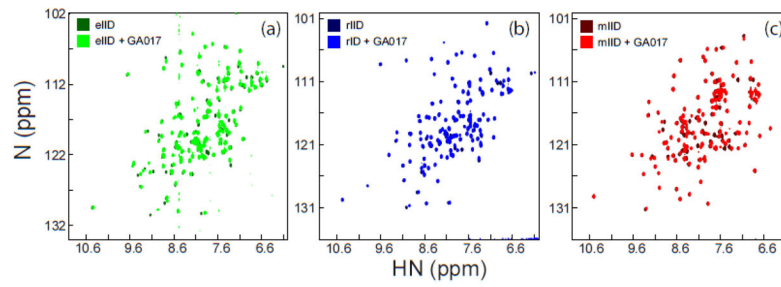 eIID
eIID + GA017
(a)
rIID
rIID + GA017
(b)
mIID
mIID + GA017
(c)
N (ppm)
102
112
122
132
101
111
121
131
101
111
121
131
10.6 9.6 8.6 7.6 6.6
10.6 9.6 8.6 7.6 6.6
10.6 9.6 8.6 7.6 6.6
HN (ppm)